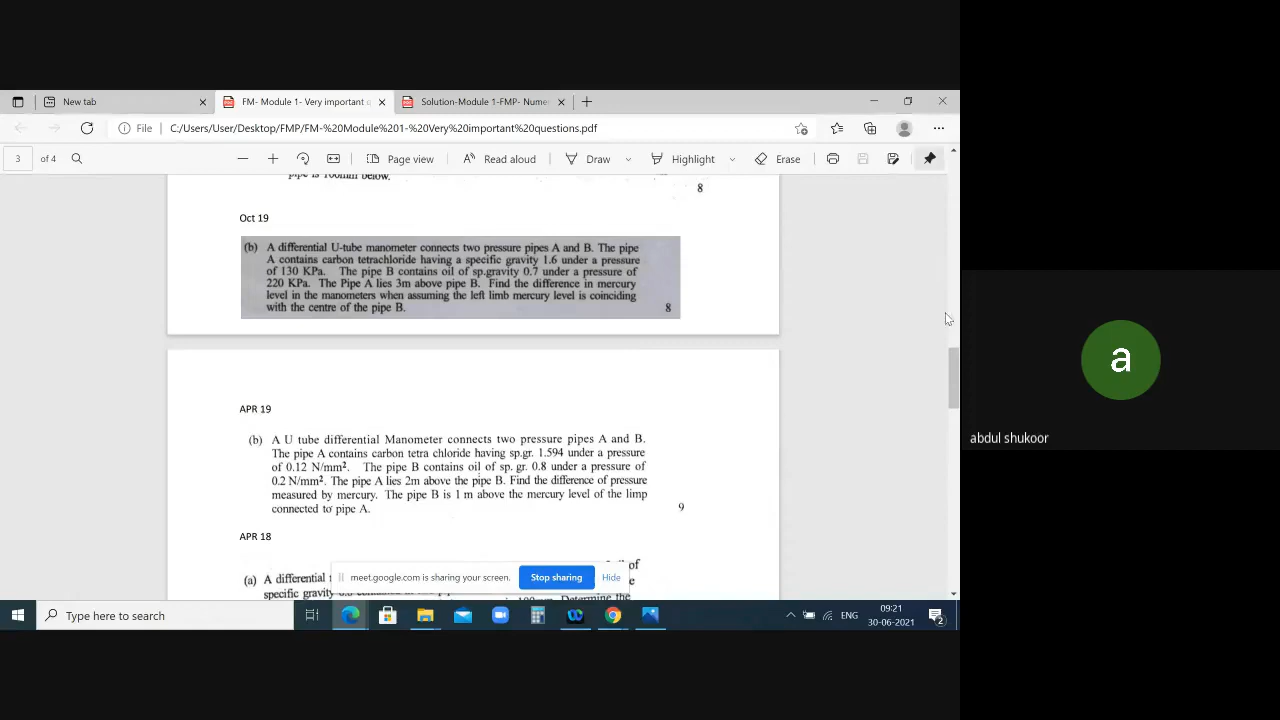 New tab
FM- Module 1- Very important
Solution-Module 1-FMP- Nume
File
C:/Users/User/Desktop/FMP/FM-%20Module%201-%20Very%20important%20questions.pdf
3 of 4
Page view
Read aloud
Draw
Highlight
Erase
pipe is 100mm below.
8
Oct 19
(b) A differential U-tube manometer connects two pressure pipes A and B. The pipe
A contains carbon tetrachloride having a specific gravity 1.6 under a pressure
of 130 KPa. The pipe B contains oil of sp.gravity 0.7 under a pressure of
220 KPa. The Pipe A lies 3m above pipe B. Find the difference in mercury
level in the manometers when assuming the left limb mercury level is coinciding
with the centre of the pipe B.
8
APR 19
(b) A U tube differential Manometer connects two pressure pipes A and B.
The pipe A contains carbon tetra chloride having sp.gr. 1.594 under a pressure
of 0.12 N/mm². The pipe B contains oil of sp. gr. 0.8 under a pressure of
0.2 N/mm². The pipe A lies 2m above the pipe B. Find the difference of pressure
measured by mercury. The pipe B is 1 m above the mercury level of the limp
connected to pipe A.
9
APR 18
(a) A differential
of
specific gravity
Determine the
meet.google.com is sharing your screen.
Stop sharing
Hide
Type here to search
ENG
09:21
30-06-2021
2
a
abdul shukoor